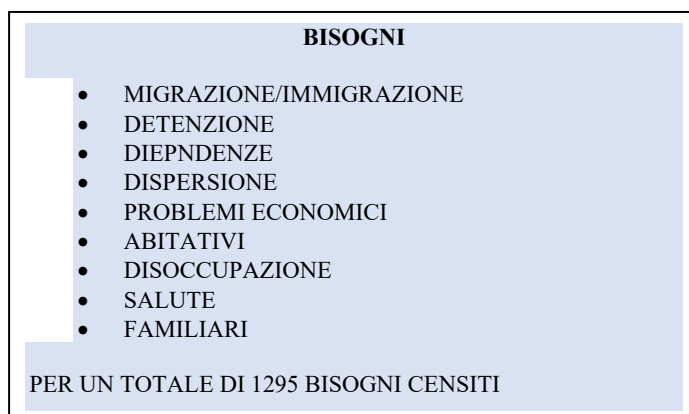 BISOGNI
• MIGRAZIONE/IMMIGRAZIONE
• DETENZIONE
• DIEPNDENZE
• DISPERSIONE
• PROBLEMI ECONOMICI
• ABITATIVI
• DISOCCUPAZIONE
• SALUTE
• FAMILIARI
PER UN TOTALE DI 1295 BISOGNI CENSITI